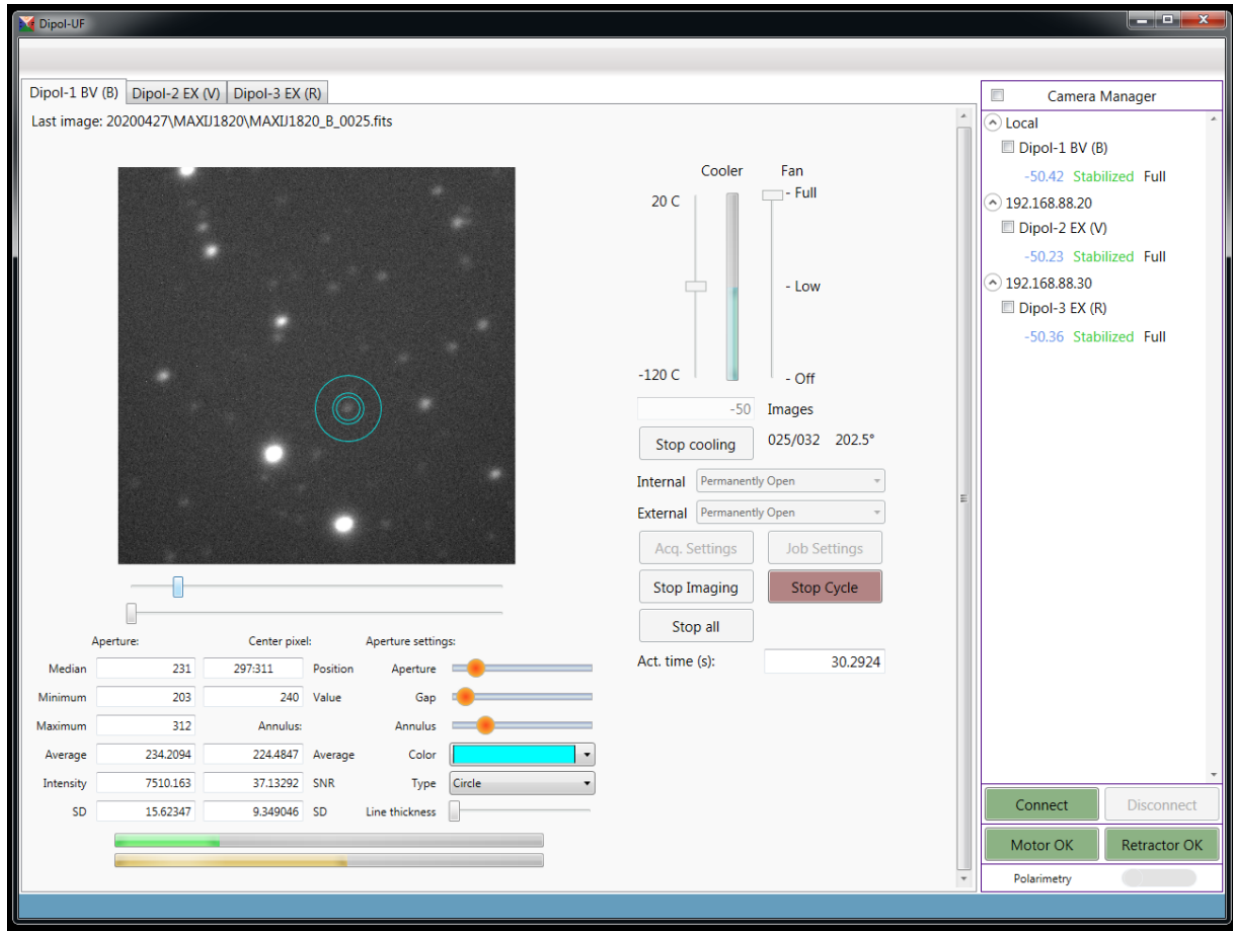 Dipol-UF
Dipol-1 BV (B) Dipol-2 EX (V) Dipol-3 EX (R)
Last image: 20200427\MAXIJ1820\MAXIJ1820_B_0025.fits
Cooler Fan
20 C - Full
- Low
-120 C - Off
-50 Images
Stop cooling 025/032 202.5°
Internal Permanently Open
External Permanently Open
Acq. Settings Job Settings
Stop Imaging Stop Cycle
Stop all
Act. time (s): 30.2924
Aperture: Center pixel: Aperture settings:
Median 231 297:311 Position Aperture
Minimum 203 240 Value Gap
Maximum 312 Annulus: Annulus
Average 234.2094 224.4847 Average Color
Intensity 7510.163 37.13292 SNR Type Circle
SD 15.62347 9.349046 SD Line thickness
Camera Manager
Local
Dipol-1 BV (B)
-50.42 Stabilized Full
192.168.88.20
Dipol-2 EX (V)
-50.23 Stabilized Full
192.168.88.30
Dipol-3 EX (R)
-50.36 Stabilized Full
Connect Disconnect
Motor OK Retractor OK
Polarimetry